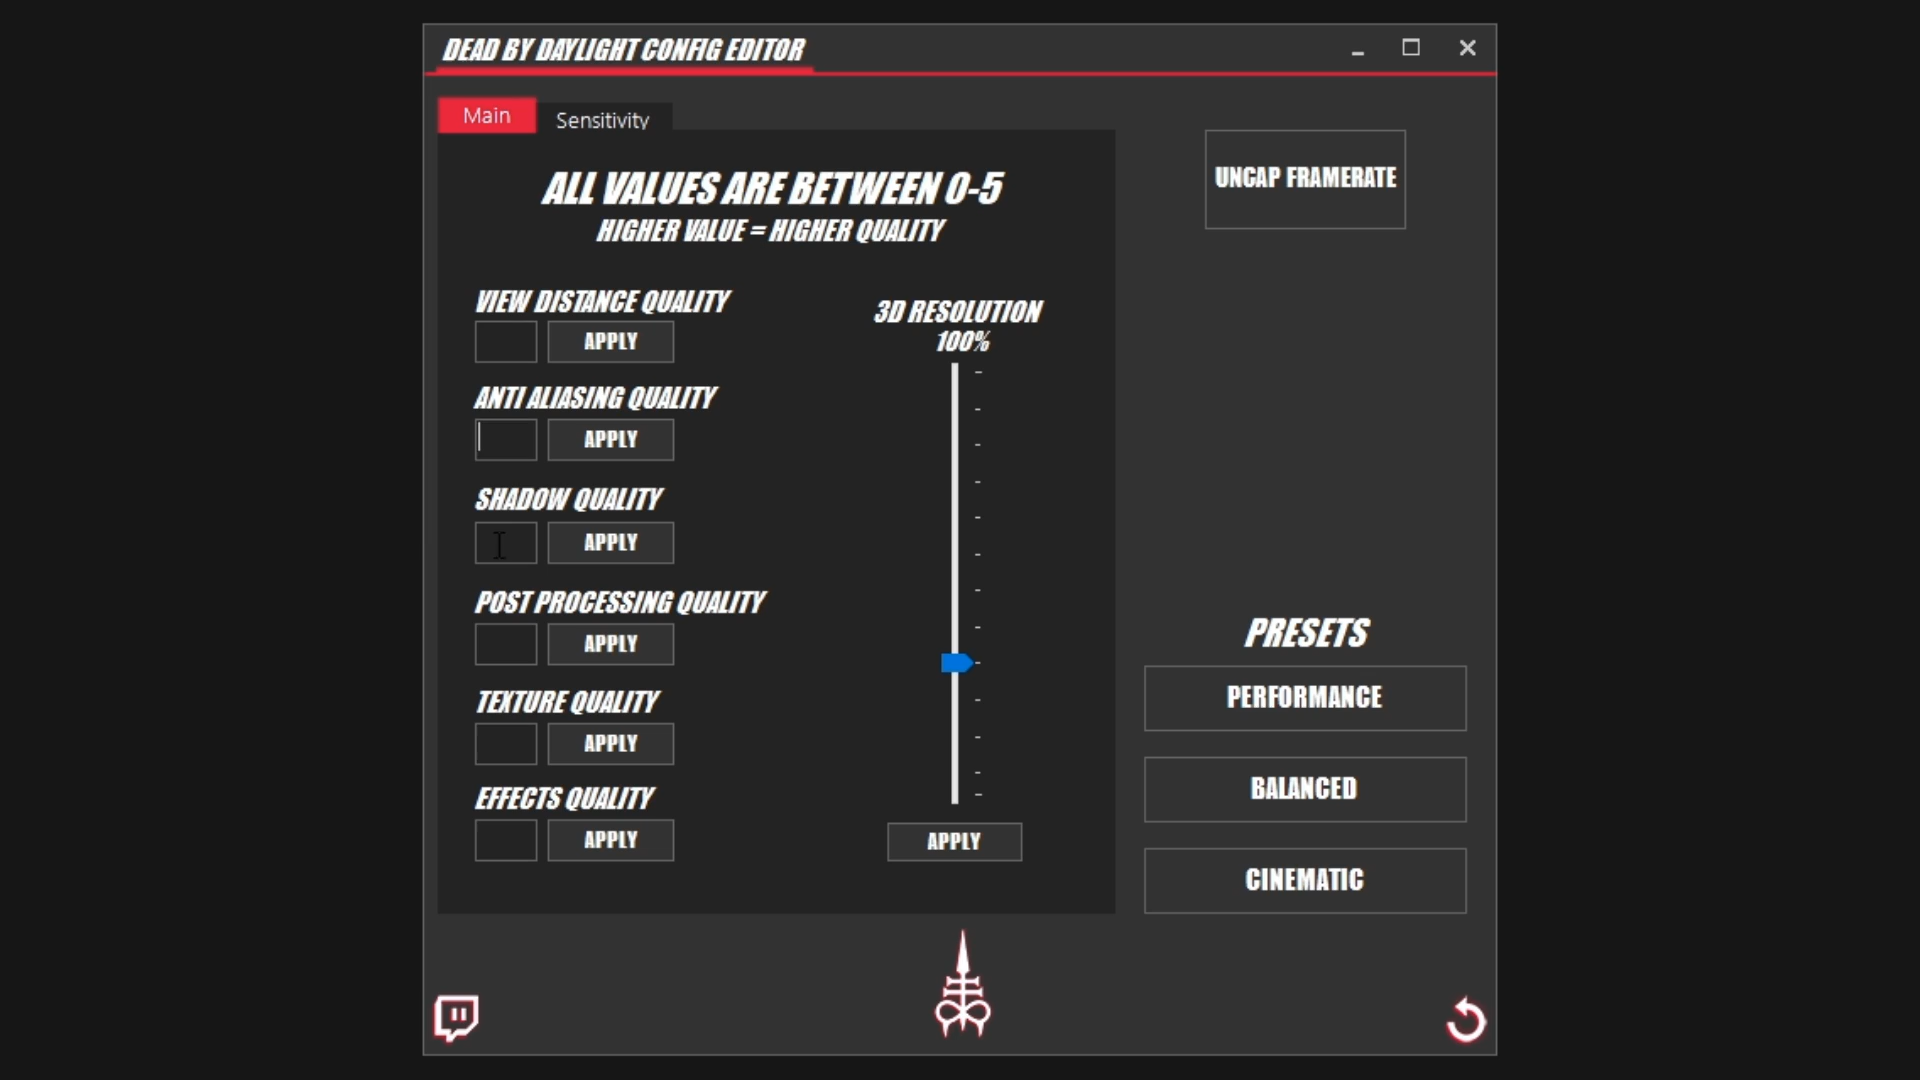 DEAD BY DAYLIGHT CONFIG EDITOR
Main
Sensitivity
ALL VALUES ARE BETWEEN 0-5
HIGHER VALUE = HIGHER QUALITY
VIEW DISTANCE QUALITY
APPLY
ANTI ALIASING QUALITY
APPLY
SHADOW QUALITY
APPLY
POST PROCESSING QUALITY
APPLY
TEXTURE QUALITY
APPLY
EFFECTS QUALITY
APPLY
3D RESOLUTION
100%
APPLY
UNCAP FRAMERATE
PRESETS
PERFORMANCE
BALANCED
CINEMATIC